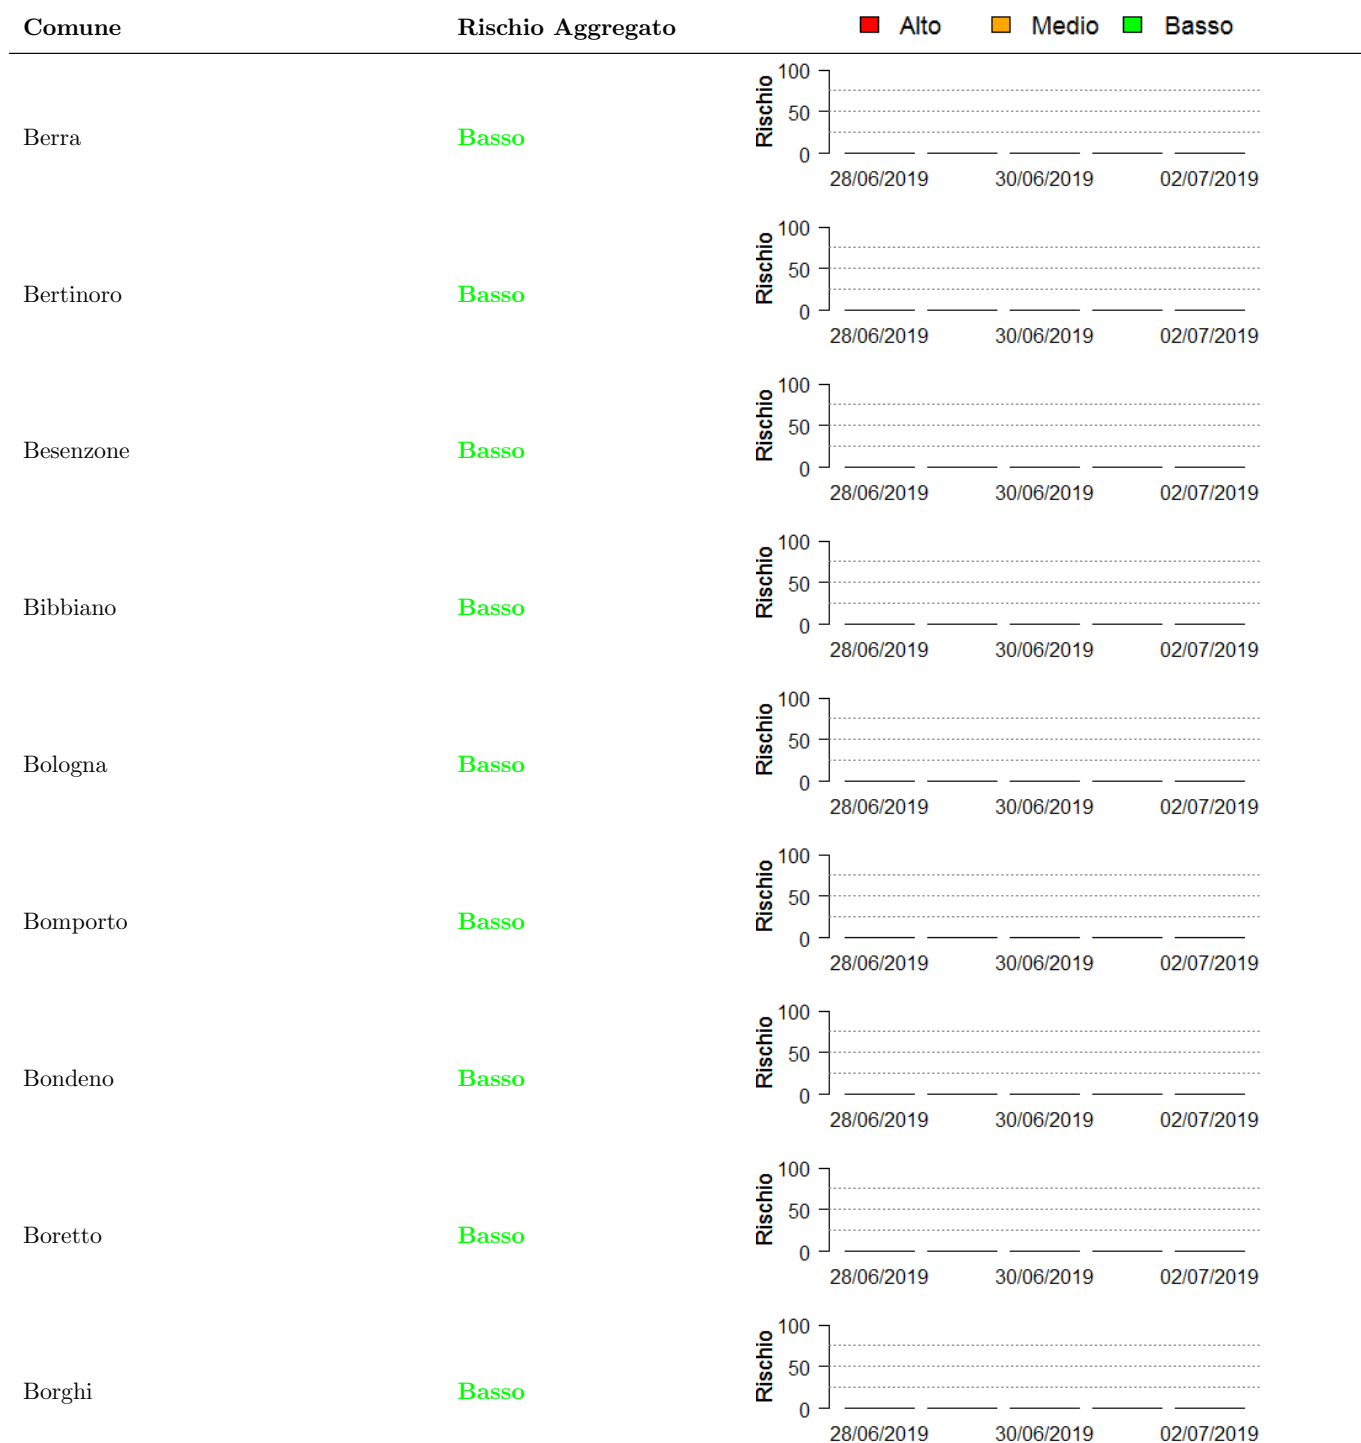 Comune Rischio Aggregato Alto Medio Basso
Berra Basso
Rischio
100
50
0
28/06/2019 30/06/2019 02/07/2019
Bertinoro Basso
Rischio
100
50
0
28/06/2019 30/06/2019 02/07/2019
Besenzone Basso
Rischio
100
50
0
28/06/2019 30/06/2019 02/07/2019
Bibbiano Basso
Rischio
100
50
0
28/06/2019 30/06/2019 02/07/2019
Bologna Basso
Rischio
100
50
0
28/06/2019 30/06/2019 02/07/2019
Bomporto Basso
Rischio
100
50
0
28/06/2019 30/06/2019 02/07/2019
Bondeno Basso
Rischio
100
50
0
28/06/2019 30/06/2019 02/07/2019
Boretto Basso
Rischio
100
50
0
28/06/2019 30/06/2019 02/07/2019
Borghi Basso
Rischio
100
50
0
28/06/2019 30/06/2019 02/07/2019